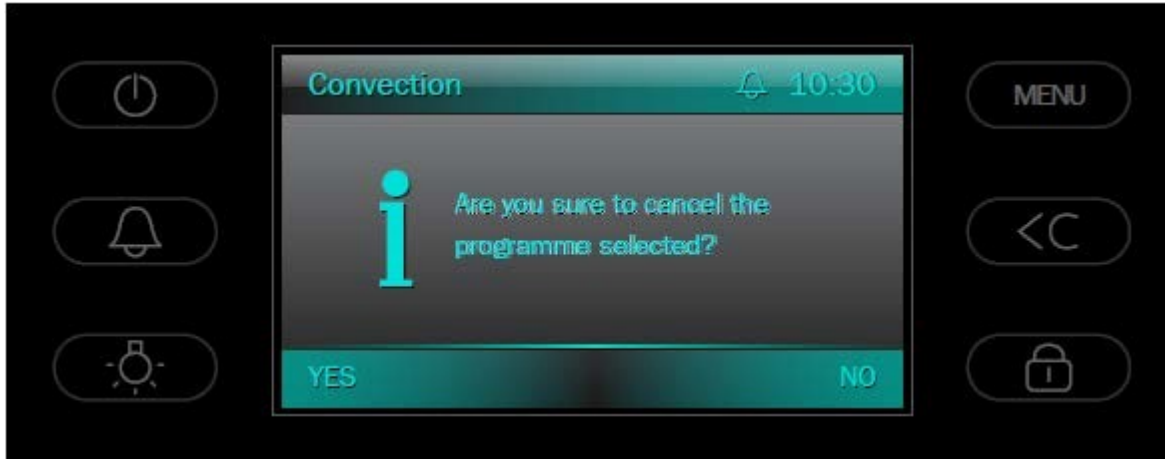 Convection 10:30
MENU
Are you sure to cancel the
programme selected?
<C
YES NO